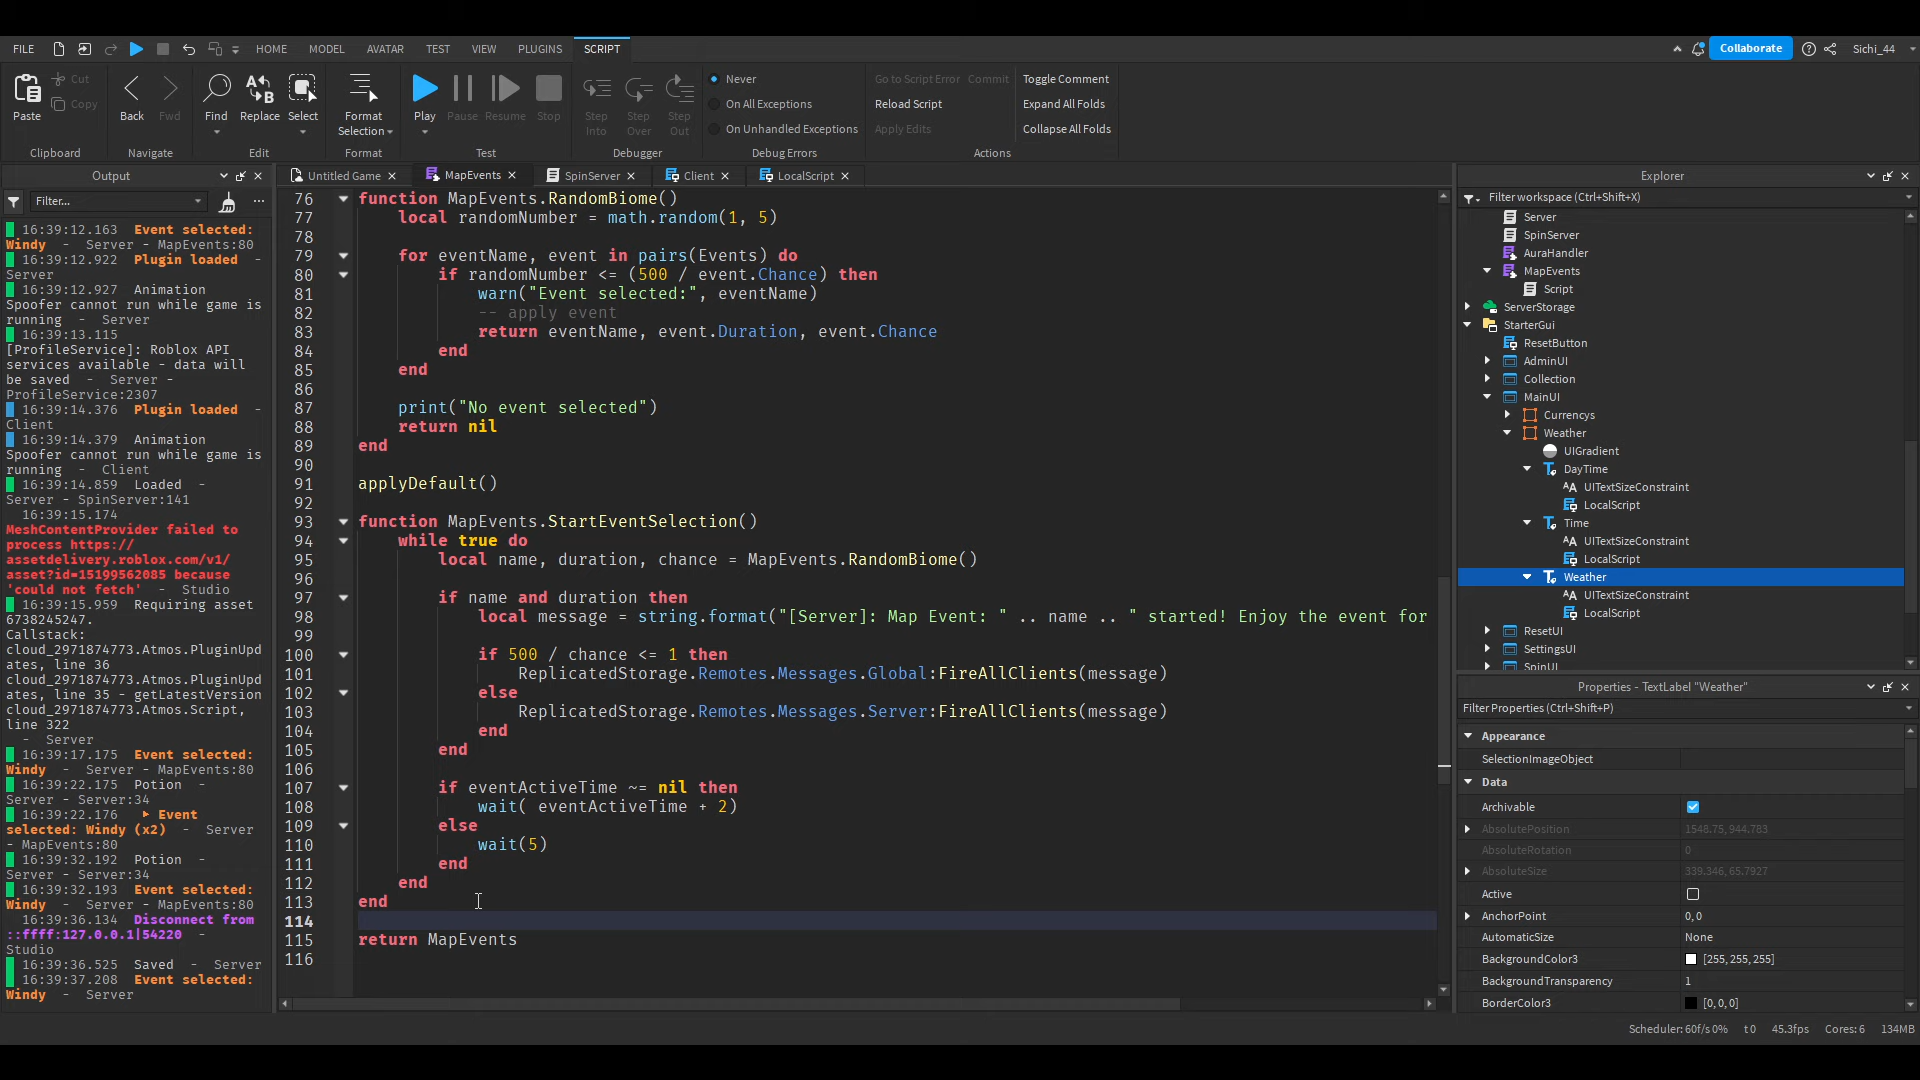 FILE HOME MODEL AVATAR TEST VIEW PLUGINS SCRIPT Collaborate Sichi_44
Paste Cut Copy Clipboard
Back Fwd Navigate
Find Replace Select Edit
Format Selection Format
Play Pause Resume Stop Test
Step Into Step Over Step Out Debugger
Never
On All Exceptions
On Unhandled Exceptions
Debug Errors
Go to Script Error Commit
Reload Script
Apply Edits
Toggle Comment
Expand All Folds
Collapse All Folds
Actions
Output
Filter...
16:39:12.163 Event selected:
Windy - Server - MapEvents:80
16:39:12.922 Plugin loaded -
Server
16:39:12.927 Animation
Spoofer cannot run while game is
running - Server
16:39:13.115
[ProfileService]: Roblox API
services available - data will
be saved - Server -
ProfileService:2307
16:39:14.376 Plugin loaded -
Client
16:39:14.379 Animation
Spoofer cannot run while game is
running - Client
16:39:14.859 Loaded -
Server - SpinServer:141
16:39:15.174
MeshContentProvider failed to
process https://
assetdelivery.roblox.com/v1/
asset?id=15199562085 because
'could not fetch' - Studio
16:39:15.959 Requiring asset
6738245247.
Callstack:
cloud_2971874773.Atmos.PluginUpd
ates, line 36
cloud_2971874773.Atmos.PluginUpd
ates, line 35 - getLatestVersion
cloud_2971874773.Atmos.Script,
line 322
- Server
16:39:17.175 Event selected:
Windy - Server - MapEvents:80
16:39:22.175 Potion -
Server - Server:34
16:39:22.176 Event
selected: Windy (x2) - Server
- MapEvents:80
16:39:32.192 Potion -
Server - Server:34
16:39:32.193 Event selected:
Windy - Server - MapEvents:80
16:39:36.134 Disconnect from
::ffff:127.0.0.1|54220 -
Studio
16:39:36.525 Saved - Server
16:39:37.208 Event selected:
Windy - Server
Untitled Game MapEvents SpinServer Client LocalScript
76 function MapEvents.RandomBiome()
77 local randomNumber = math.random(1, 5)
78
79 for eventName, event in pairs(Events) do
80 if randomNumber <= (500 / event.Chance) then
81 warn("Event selected:", eventName)
82 -- apply event
83 return eventName, event.Duration, event.Chance
84 end
85 end
86
87 print("No event selected")
88 return nil
89 end
90
91 applyDefault()
92
93 function MapEvents.StartEventSelection()
94 while true do
95 local name, duration, chance = MapEvents.RandomBiome()
96
97 if name and duration then
98 local message = string.format("[Server]: Map Event: " .. name .. " started! Enjoy the event for
99
100 if 500 / chance <= 1 then
101 ReplicatedStorage.Remotes.Messages.Global:FireAllClients(message)
102 else
103 ReplicatedStorage.Remotes.Messages.Server:FireAllClients(message)
104 end
105 end
106
107 if eventActiveTime ~= nil then
108 wait( eventActiveTime + 2)
109 else
110 wait(5)
111 end
112 end
113 end
114
115 return MapEvents
116
Explorer
Filter workspace (Ctrl+Shift+X)
Server
SpinServer
AuraHandler
MapEvents
Script
ServerStorage
StarterGui
ResetButton
AdminUI
Collection
MainUI
Currencys
Weather
UIGradient
DayTime
UITextSizeConstraint
LocalScript
Time
UITextSizeConstraint
LocalScript
Weather
UITextSizeConstraint
LocalScript
ResetUI
SettingsUI
SpinUI
Properties - TextLabel "Weather"
Filter Properties (Ctrl+Shift+P)
Appearance
SelectionImageObject
Data
Archivable
AbsolutePosition 1548.75, 944.783
AbsoluteRotation 0
AbsoluteSize 339.346, 65.7927
Active
AnchorPoint 0, 0
AutomaticSize None
BackgroundColor3 [255, 255, 255]
BackgroundTransparency 1
BorderColor3 [0, 0, 0]
Scheduler: 60f/s 0% t 0 45.3fps Cores: 6 134MB